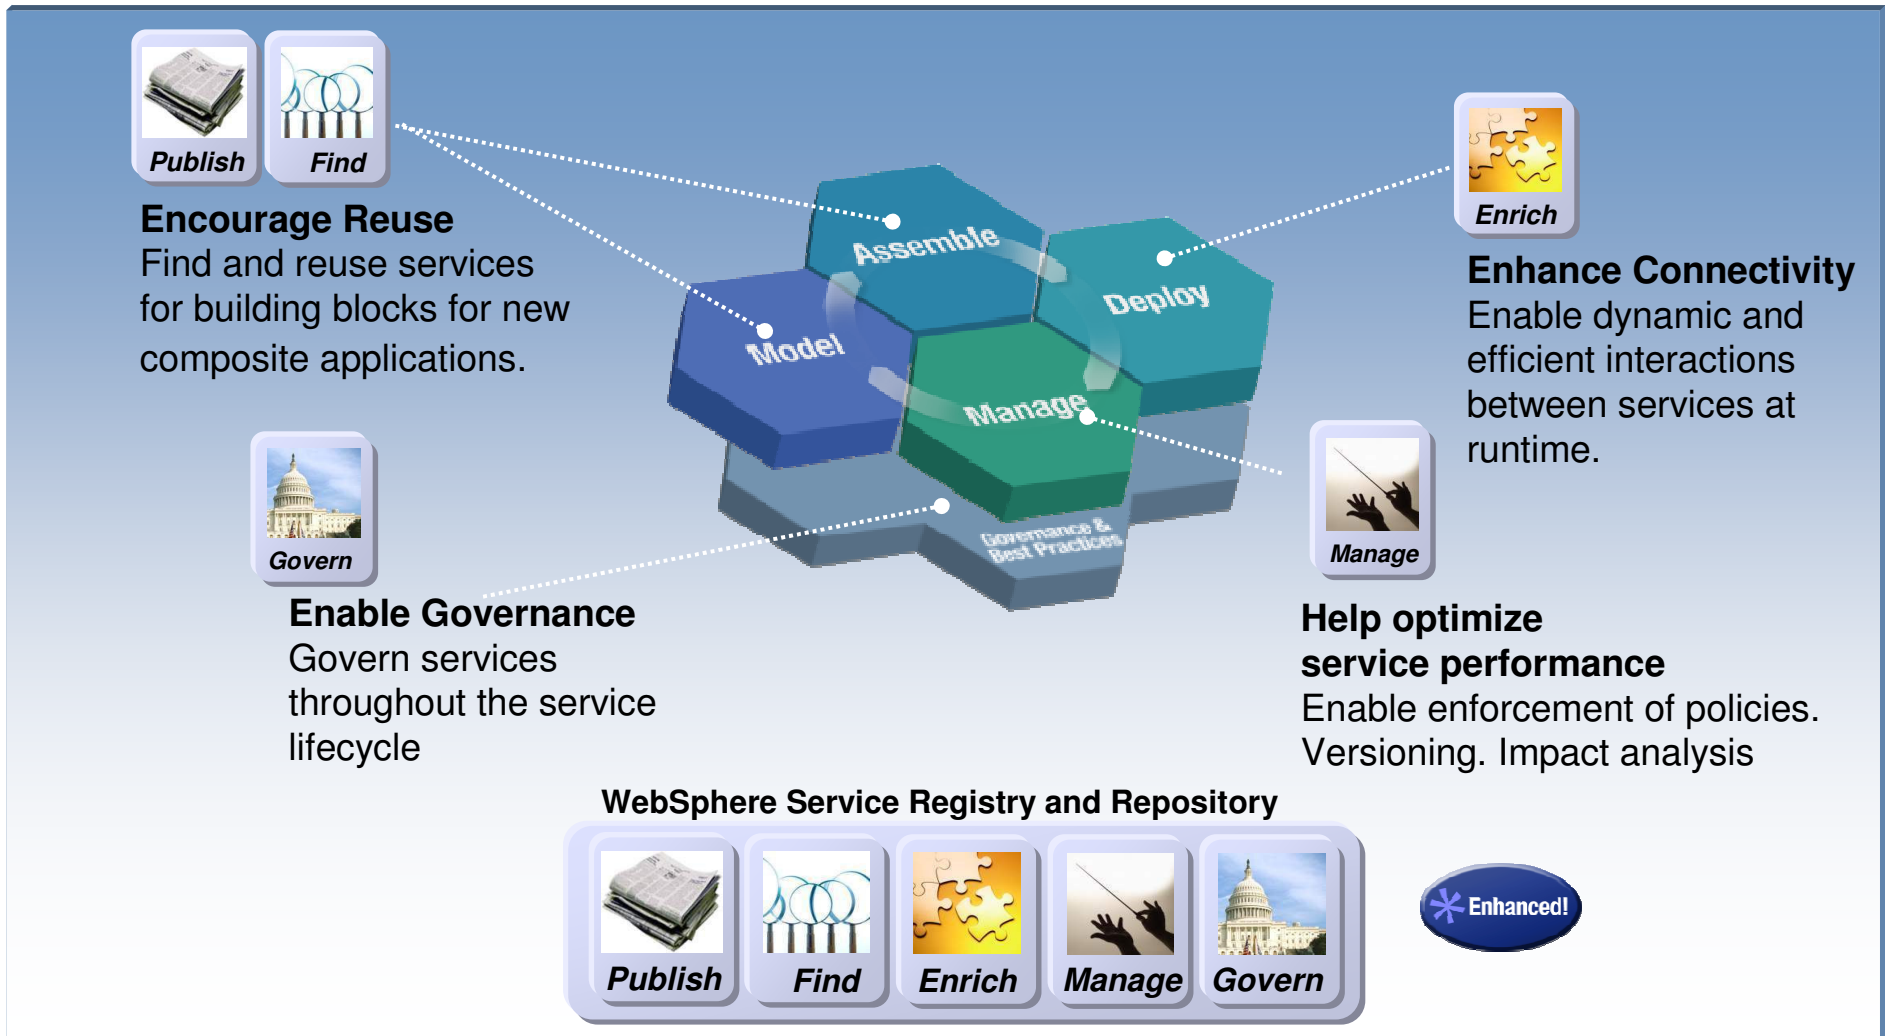 Publish
Find
Encourage Reuse
Find and reuse services
for building blocks for new
composite applications.
Enrich
Enhance Connectivity
Enable dynamic and
efficient interactions
between services at
runtime.
Assemble
Deploy
Model
Manage
Governance &
Best Practices
Govern
Enable Governance
Govern services
throughout the service
lifecycle
Manage
Help optimize
service performance
Enable enforcement of policies.
Versioning. Impact analysis
WebSphere Service Registry and Repository
Publish
Find
Enrich
Manage
Govern
Enhanced!